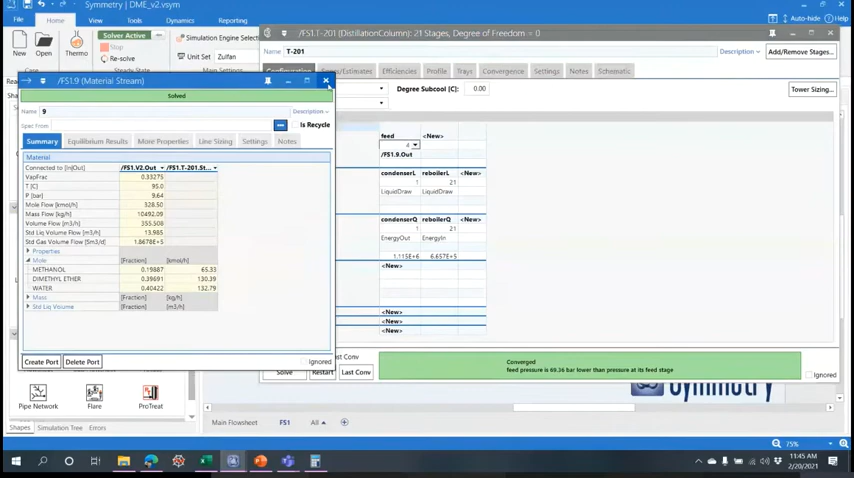 Symmetry | DME_v2.vsym
File
Home
Views
Tools
Dynamics
Reporting
Auto-hide
Help
New
Open
Thermo
Solver Active
Stop
Re-solve
Simulation Engine Select
Unit Set
Zulfan
/FS1.T-201 (DistillationColumn): 21 Stages, Degree of Freedom = 0
Name
T-201
Description
Add/Remove Stages...
Efficiencies
Profile
Trays
Convergence
Settings
Notes
Schematic
Degree Subcool [C]
0.00
Tower Sizing...
feed
<New>
4
/FS1.9.Out
condenserL
reboilerL
<New>
1
21
LiquidDraw
LiquidDraw
condenserQ
reboilerQ
<New>
1
21
EnergyOut
EnergyIn
1.115E+6
6.657E+5
<New>
<New>
<New>
<New>
/FS1.9 (Material Stream)
Solved
Name
9
Description
Spec From
Is Recycle
Summary
Equilibrium Results
More Properties
Line Sizing
Settings
Notes
Material
Connected to [In|Out]
/FS1.V2.Out
/FS1.T-201.St...
VapFrac
0.33275
T [C]
95.0
P [bar]
9.64
Mole Flow [kmol/h]
328.50
Mass Flow [kg/h]
10492.09
Volume Flow [m3/h]
355.508
Std Liq Volume Flow [m3/h]
13.985
Std Gas Volume Flow [Sm3/d]
1.8678E+5
Properties
Mole
[Fraction]
[kmol/h]
METHANOL
0.19887
65.33
DIMETHYL ETHER
0.39691
130.39
WATER
0.40422
132.79
Mass
[Fraction]
[kg/h]
Std Liq Volume
[Fraction]
[m3/h]
Create Port
Delete Port
Ignored
Solve
Restart
Last Conv
Converged
feed pressure is 69.36 bar lower than pressure at its feed stage
Ignored
Pipe Network
Flare
ProTreat
Shapes
Simulation Tree
Errors
Main Flowsheet
FS1
All
75%
11:45 AM
2/20/2021